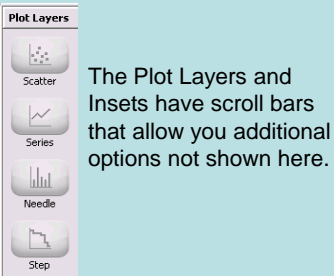 Plot Layers
Scatter
Series
Needle
Step
The Plot Layers and
Insets have scroll bars
that allow you additional
options not shown here.